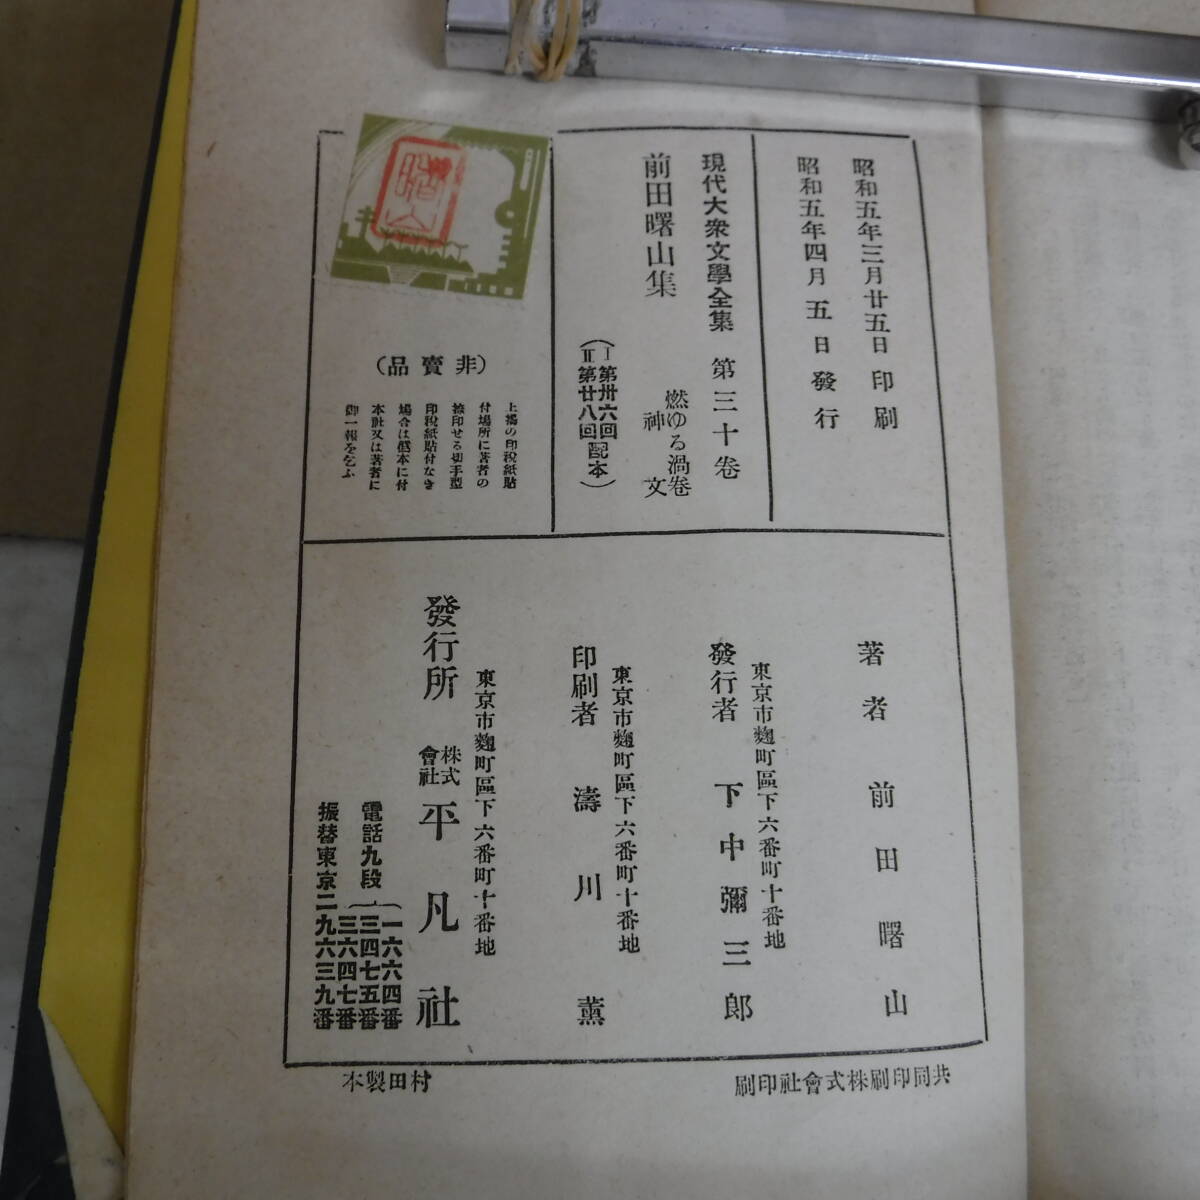 昭和五年三月廿五日印刷
昭和五年四月五日發行
現代大衆文學全集 第三十卷
前田曙山集
燃ゆる渦卷
神文
(Ⅰ第卅六回
Ⅱ第廿八回配本)
(非賣品)
上揭の印税紙貼
付場所に著者の
捺印せる切手型
印税紙貼付なき
場合は僞本に付
本社又は著者に
御一報を乞ふ
著者 前田曙山
東京市麹町區下六番町十番地
發行者 下中彌三郎
東京市麹町區下六番町十番地
印刷者 濤川薫
東京市麹町區下六番町十番地
發行所 株式會社 平凡社
電話九段
一六六四番
三四七五番
三六四七番
振替東京二九六三九番
共同印刷株式會社印刷
村田製本